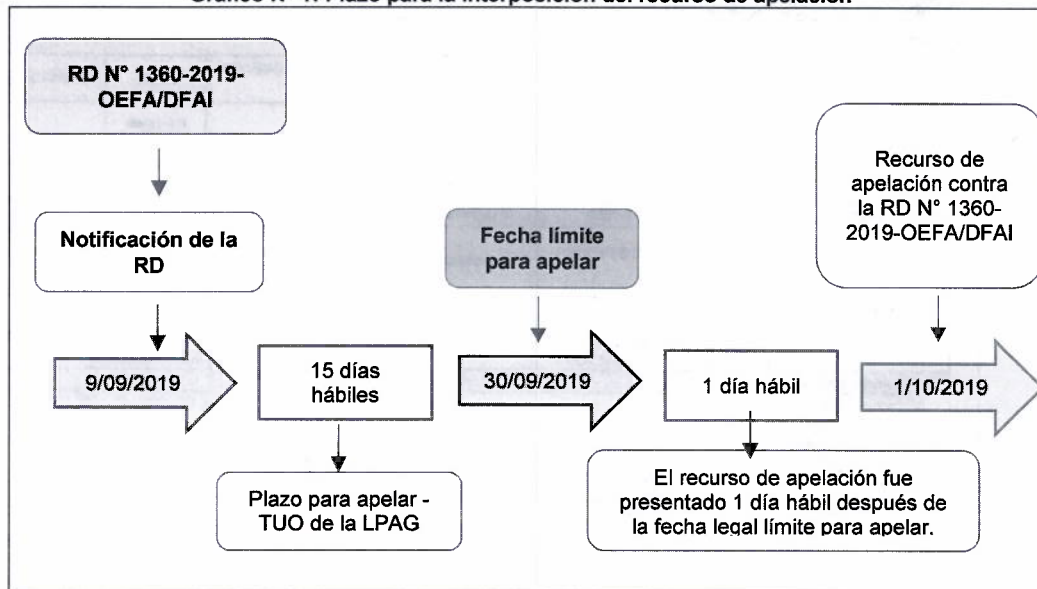 RD N° 1360-2019-
OEFA/DFAI
Notificación de la
RD
9/09/2019
15 días
hábiles
Plazo para apelar -
TUO de la LPAG
Fecha límite
para apelar
30/09/2019
1 día hábil
El recurso de apelación fue
presentado 1 día hábil después de
la fecha legal límite para apelar.
Recurso de
apelación contra
la RD N° 1360-
2019-OEFA/DFAI
1/10/2019